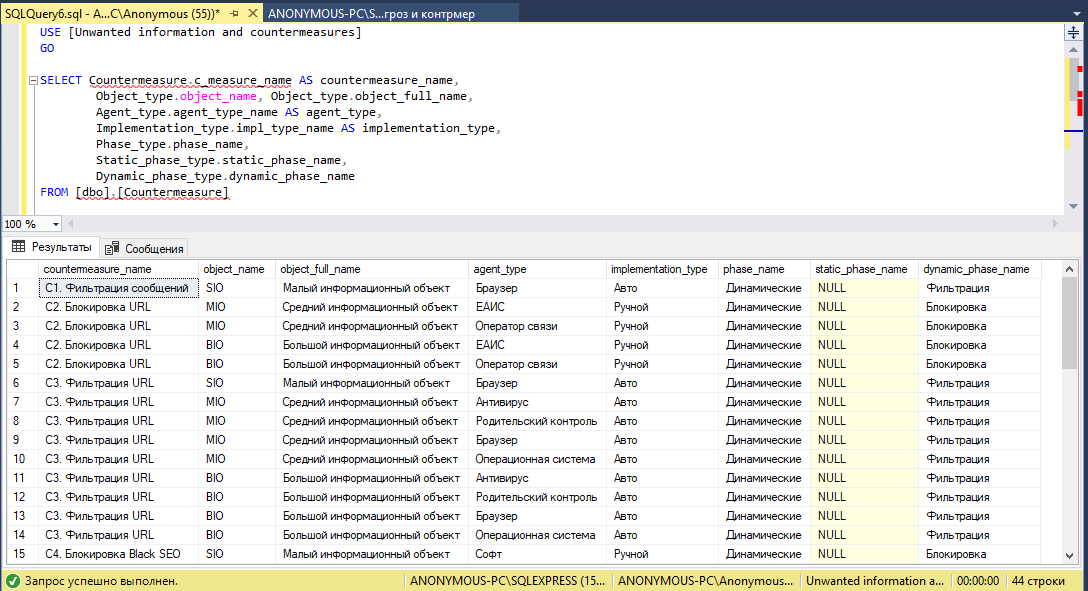 SQLQuery6.sql - A...C\Anonymous (55))* ANONYMOUS-PC\S...гроз и контрмер
USE [Unwanted information and countermeasures]
GO
SELECT Countermeasure.c_measure_name AS countermeasure_name,
Object_type.object_name, Object_type.object_full_name,
Agent_type.agent_type_name AS agent_type,
Implementation_type.impl_type_name AS implementation_type,
Phase_type.phase_name,
Static_phase_type.static_phase_name,
Dynamic_phase_type.dynamic_phase_name
FROM [dbo].[Countermeasure]
100 %
Результаты Сообщения
countermeasure_name object_name object_full_name agent_type implementation_type phase_name static_phase_name dynamic_phase_name
1 C1. Фильтрация сообщений SIO Малый информационный объект Браузер Авто Динамические NULL Фильтрация
2 C2. Блокировка URL MIO Средний информационный объект ЕАИС Ручной Динамические NULL Блокировка
3 C2. Блокировка URL MIO Средний информационный объект Оператор связи Ручной Динамические NULL Блокировка
4 C2. Блокировка URL BIO Большой информационный объект ЕАИС Ручной Динамические NULL Блокировка
5 C2. Блокировка URL BIO Большой информационный объект Оператор связи Ручной Динамические NULL Блокировка
6 C3. Фильтрация URL SIO Малый информационный объект Браузер Авто Динамические NULL Фильтрация
7 C3. Фильтрация URL MIO Средний информационный объект Антивирус Авто Динамические NULL Фильтрация
8 C3. Фильтрация URL MIO Средний информационный объект Родительский контроль Авто Динамические NULL Фильтрация
9 C3. Фильтрация URL MIO Средний информационный объект Браузер Авто Динамические NULL Фильтрация
10 C3. Фильтрация URL MIO Средний информационный объект Операционная система Авто Динамические NULL Фильтрация
11 C3. Фильтрация URL BIO Большой информационный объект Антивирус Авто Динамические NULL Фильтрация
12 C3. Фильтрация URL BIO Большой информационный объект Родительский контроль Авто Динамические NULL Фильтрация
13 C3. Фильтрация URL BIO Большой информационный объект Браузер Авто Динамические NULL Фильтрация
14 C3. Фильтрация URL BIO Большой информационный объект Операционная система Авто Динамические NULL Фильтрация
15 C4. Блокировка Black SEO SIO Малый информационный объект Софт Ручной Динамические NULL Блокировка
Запрос успешно выполнен. ANONYMOUS-PC\SQLEXPRESS (15... ANONYMOUS-PC\Anonymous... Unwanted information a... 00:00:00 44 строки